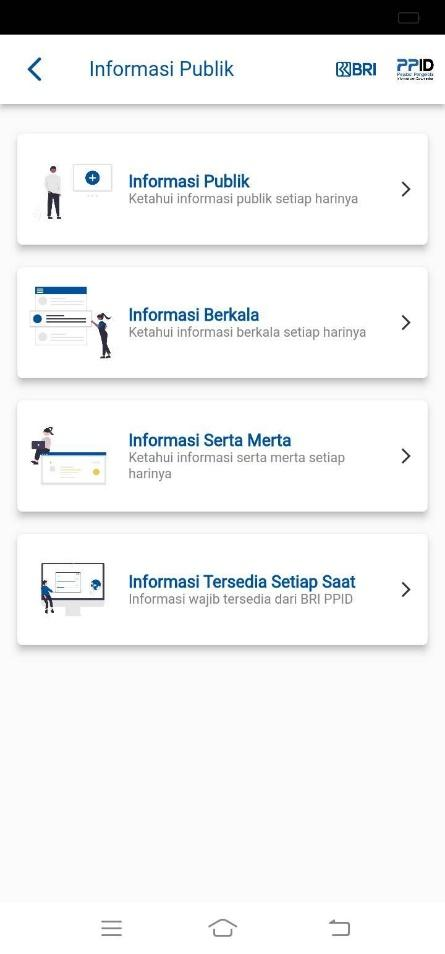 Informasi Publik
BRI
PPID
Informasi Publik
Ketahui informasi publik setiap harinya
Informasi Berkala
Ketahui informasi berkala setiap harinya
Informasi Serta Merta
Ketahui informasi serta merta setiap
harinya
Informasi Tersedia Setiap Saat
Informasi wajib tersedia dari BRI PPID